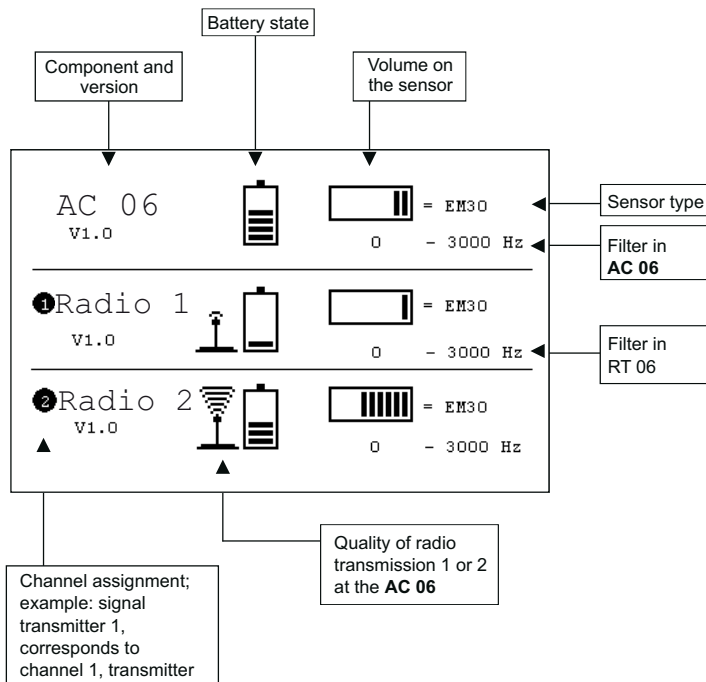 Battery state
Component and
version
Volume on
the sensor
AC 06
V1.0
= EM30
0 - 3000 Hz
Sensor type
Filter in
AC 06
1 Radio 1
V1.0
= EM30
0 - 3000 Hz
Filter in
RT 06
2 Radio 2
V1.0
= EM30
0 - 3000 Hz
Quality of radio
transmission 1 or 2
at the AC 06
Channel assignment;
example: signal
transmitter 1,
corresponds to
channel 1, transmitter